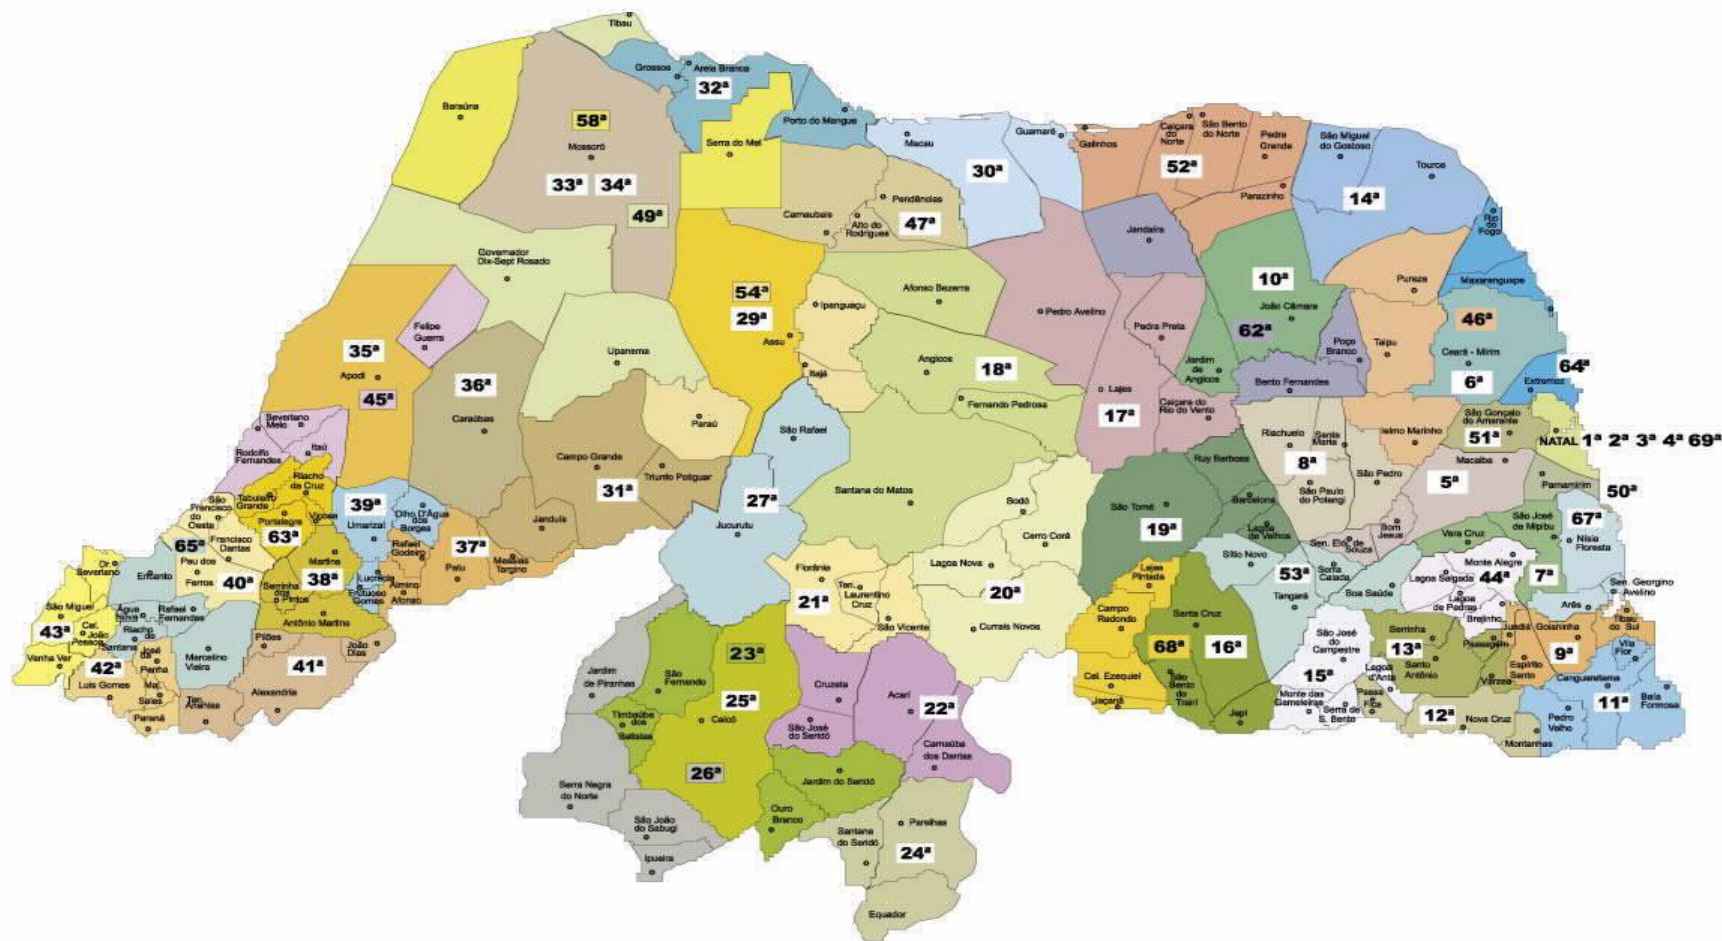 Tibau
Grossos
Areia Branca
32ª
Baraúna
58ª
Mossoró
33ª 34ª
49ª
Porto do Mangue
Serra do Mel
Macau
Guamaré
30ª
Galinhos
Caiçara
do
Norte
São Bento
do Norte
Pedra
Grande
52ª
Parazinho
São Miguel
do Gostoso
Touros
14ª
Rio
do
Fogo
Carnaubais
Pendências
Alto do
Rodrigues
47ª
Jandaíra
Governador
Dix-Sept Rosado
54ª
29ª
Assu
Ipanguaçu
Itajá
Afonso Bezerra
Pedro Avelino
Pedra Preta
10ª
João Câmara
62ª
Jardim
de
Angicos
Poço
Branco
Pureza
Maxaranguape
Taipu
46ª
Ceará - Mirim
6ª
64ª
Extremoz
Felipe
Guerra
35ª
Apodi
45ª
36ª
Caraúbas
Upanema
Paraú
Angicos
18ª
Fernando Pedrosa
Lajes
17ª
Caiçara do
Rio do Vento
Bento Fernandes
Severiano
Melo
Itaú
Rodolfo
Fernandes
São Rafael
Riachuelo
Santa
Maria
8ª
Ielmo Marinho
São Gonçalo
do Amarante
51ª
NATAL 1ª 2ª 3ª 4ª 69ª
Macaíba
5ª
Parnamirim
50ª
Campo Grande
Triunfo Potiguar
31ª
27ª
Jucurutu
Santana do Matos
Bodó
Cerro Corá
Ruy Barbosa
São Tomé
Barcelona
19ª
Lagoa
de Velhos
São Pedro
São Paulo
do Potengi
Sen. Eloi de
Souza
Bom
Jesus
São José
de Mipibu
Vera Cruz
67ª
Nísia
Floresta
Riacho
da Cruz
Tabuleiro
Grande
Portalegre
Viçosa
63ª
São
Francisco
do
Oeste
39ª
Umarizal
Olho D'Água
dos
Borges
Rafael
Godeiro
37ª
Patu
Janduís
Messias
Targino
65ª
Francisco
Dantas
Pau dos
Ferros
40ª
Martins
38ª
Serrinha
dos
Pintos
Lucrécia
Frutuoso
Gomes
Almino
Afonso
Antônio Martins
Dr.
Severiano
Encanto
São Miguel
43ª
Cel.
João
Pessoa
Venha Ver
Água
Nova
Rafael
Fernandes
Riacho
de
Santana
José
da
Penha
Marcelino
Vieira
Pilões
João
Dias
41ª
Alexandria
Ten.
Ananias
42ª
Luis Gomes
Maj.
Sales
Paraná
Florânia
Ten.
Laurentino
Cruz
21ª
São Vicente
Lagoa Nova
20ª
Currais Novos
Lajes
Pintada
Campo
Redondo
Santa Cruz
68ª
16ª
Cel. Ezequiel
Jaçanã
São
Bento do
Trairí
Japi
Sítio Novo
53ª
Serra
Caiada
Tangará
Boa Saúde
Monte Alegre
Lagoa Salgada
44ª
Lagoa
de Pedras
Brejinho
7ª
Sen. Georgino
Avelino
Arês
Tibau
do Sul
Jundiá
Goianinha
Vila
Flor
Espírito
Santo
9ª
Passagem
Várzea
Serrinha
13ª
Santo
Antônio
São José
do
Campestre
15ª
Lagoa
d'Anta
Passa
e Fica
Monte das
Gameleiras
Serra de
S. Bento
12ª
Nova Cruz
Montanhas
Canguaretama
11ª
Baía
Formosa
Pedro
Velho
Jardim
de Piranhas
São
Fernando
Timbaúba dos
Batistas
23ª
25ª
Caicó
26ª
Cruzeta
São José
do Seridó
Acari
22ª
Carnaúba
dos Dantas
Jardim do Seridó
Serra Negra
do Norte
São João
do Sabugi
Ipueira
Ouro
Branco
Santana
do Seridó
Parelhas
24ª
Equador